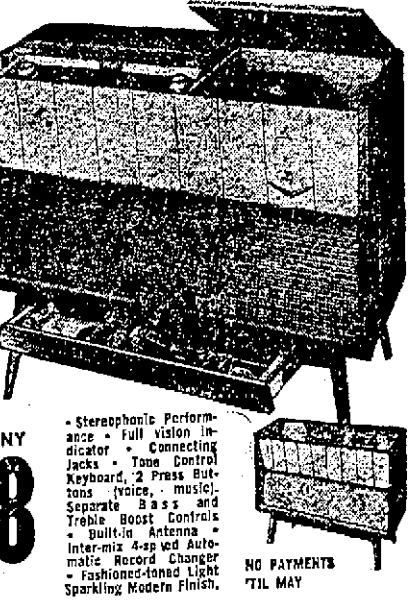 NY
8
• Stereophonic Perform-
ance • Full Vision In-
dicator • Connecting
Jacks • Tone Control
Keyboard, 2 Press But-
tons (voice, music).
Separate Bass and
Treble Boost Controls
• Built-in Antenna •
Inter-mix 4-speed Auto-
matic Record Changer
• Fashioned-toned Light
Sparkling Modern Finish.
NO PAYMENTS
'TIL MAY